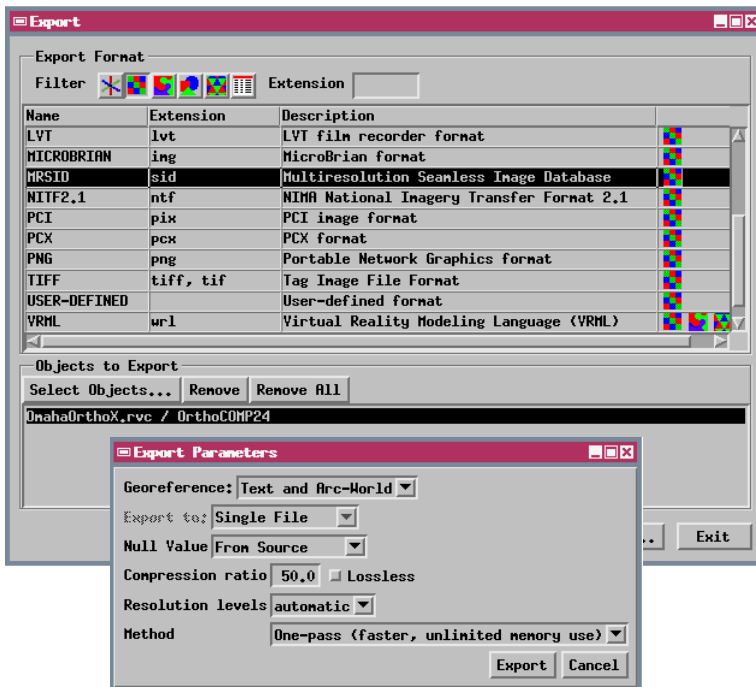 Export
Export Format
Filter Extension
Name Extension Description
LVT lvt LVT film recorder format
MICROBRIAN img MicroBrian format
MRSID sid Multiresolution Seamless Image Database
NITF2.1 ntf NIMA National Imagery Transfer Format 2.1
PCI pix PCI image format
PCX pcx PCX format
PNG png Portable Network Graphics format
TIFF tiff, tif Tag Image File Format
USER-DEFINED User-defined format
VRML wrl Virtual Reality Modeling Language (VRML)
Objects to Export
Select Objects... Remove Remove All
OmahaOrthoX.rvc / OrthoCOMP24
.. Exit
Export Parameters
Georeference: Text and Arc-World
Export to: Single File
Null Value From Source
Compression ratio 50.0 Lossless
Resolution levels automatic
Method One-pass (faster, unlimited memory use)
Export Cancel